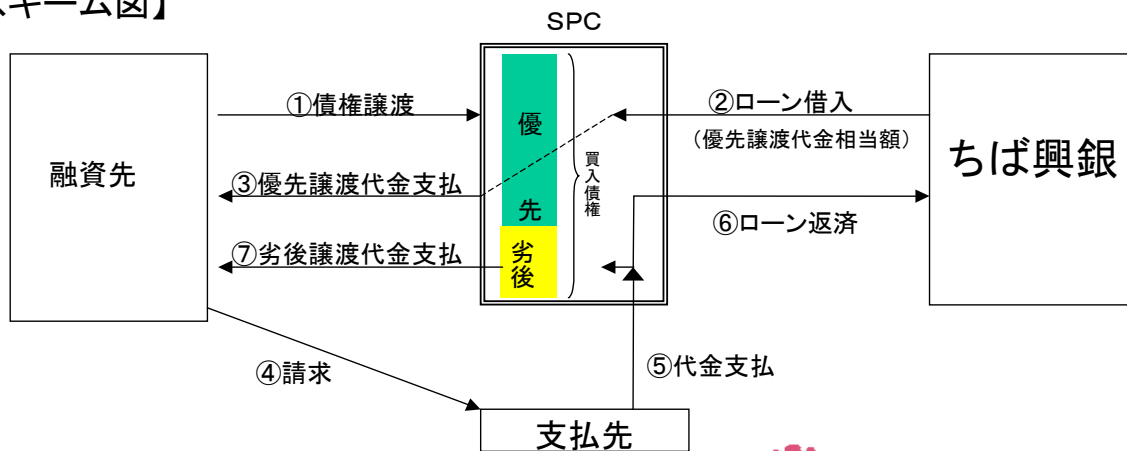 スキーム図】
SPC
①債権譲渡
②ローン借入
(優先譲渡代金相当額)
融資先
優
先
買入債権
ちば興銀
③優先譲渡代金支払
⑥ローン返済
⑦劣後譲渡代金支払
劣後
④請求
⑤代金支払
支払先